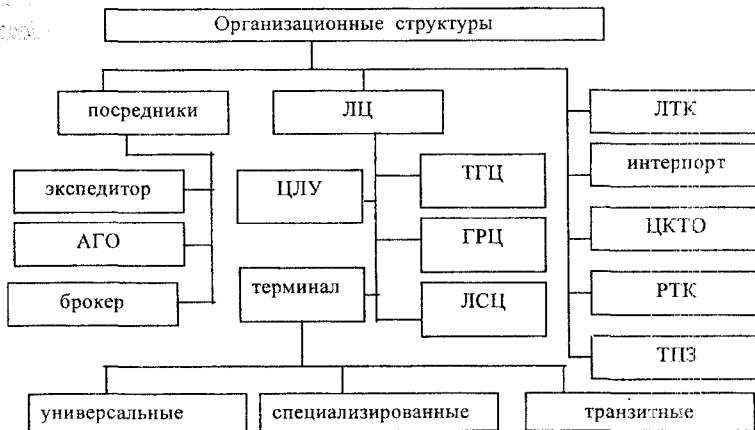 Организационные структуры
посредники
ЛЦ
ЛТК
интерпорт
экспедитор
ЦЛУ
ТГЦ
АГО
ГРЦ
ЦКТО
брокер
терминал
ЛСЦ
РТК
ТПЗ
универсальные
специализированные
транзитные